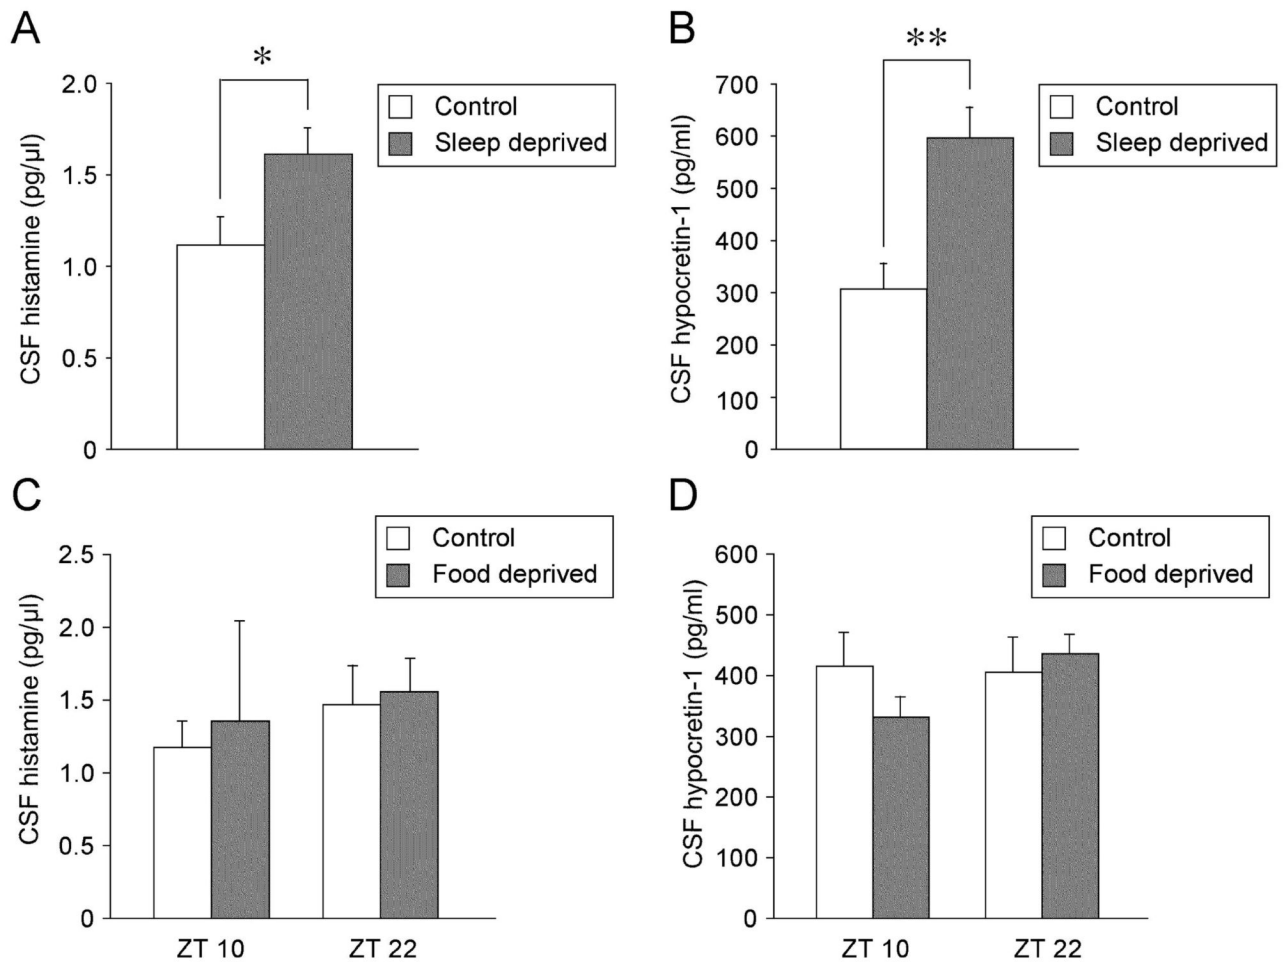 A
*
2.0
1.5
1.0
0.5
0
CSF histamine (pg/µl)
Control
Sleep deprived
B
**
700
600
500
400
300
200
100
0
CSF hypocretin-1 (pg/ml)
Control
Sleep deprived
C
2.5
2.0
1.5
1.0
0.5
0
CSF histamine (pg/µl)
Control
Food deprived
ZT 10
ZT 22
D
600
500
400
300
200
100
0
CSF hypocretin-1 (pg/ml)
Control
Food deprived
ZT 10
ZT 22